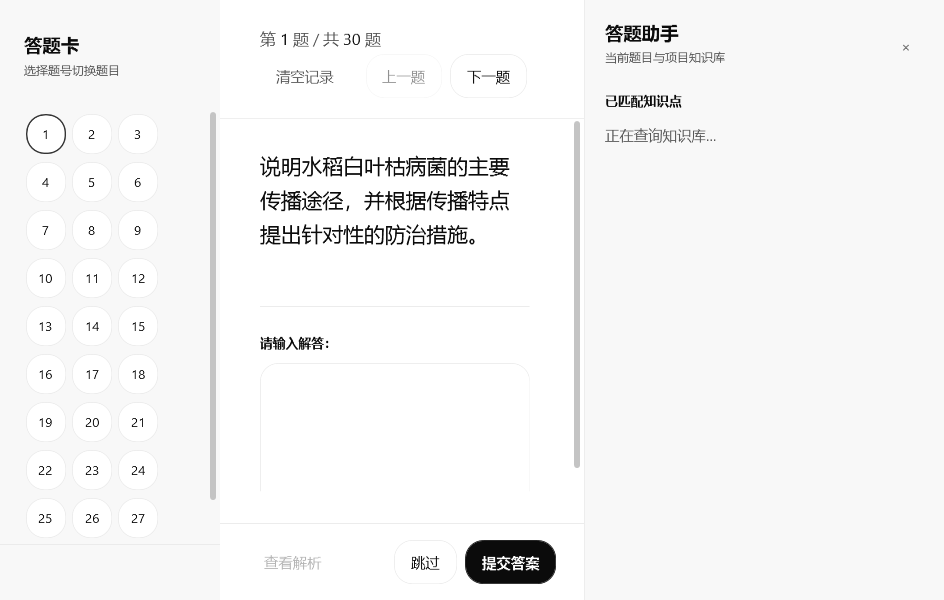 答题卡
选择题号切换题目
1 2 3
4 5 6
7 8 9
10 11 12
13 14 15
16 17 18
19 20 21
22 23 24
25 26 27
第 1 题 / 共 30 题
清空记录 上一题 下一题
说明水稻白叶枯病菌的主要
传播途径，并根据传播特点
提出针对性的防治措施。
请输入解答：
查看解析 跳过 提交答案
答题助手
当前题目与项目知识库
×
已匹配知识点
正在查询知识库...